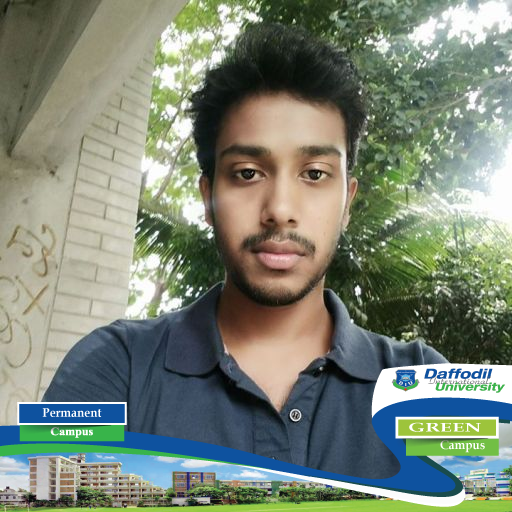 Daffodil
International
University
Permanent
Campus
GREEN
Campus